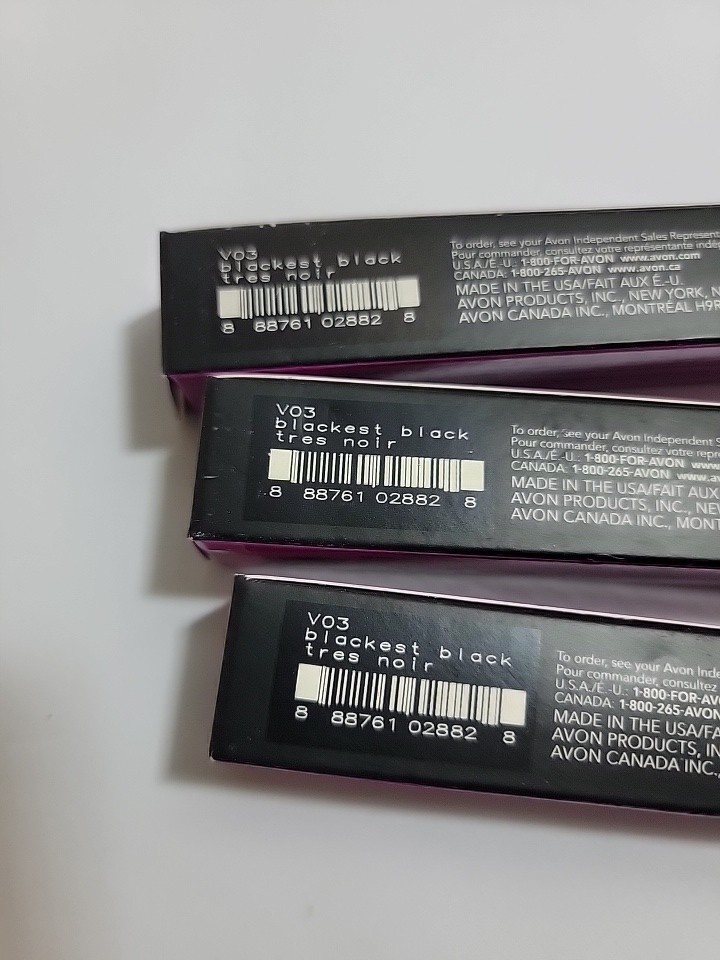 V03
blackest black
tres noir
8 88761 02882 8
To order, see your Avon Independent Sales
Pour commander, consultez votre représentante
U.S.A./É.-U.: 1-800-FOR-AVON www.avon.com
CANADA: 1-800-265-AVON www.avon.ca
MADE IN THE USA/FAIT AUX É.-U.
AVON PRODUCTS, INC., NEW YORK,
AVON CANADA INC., MONTRÉAL H9R
V03
blackest black
tres noir
8 88761 02882 8
To order, see your Avon Independent
Pour commander, consultez votre
U.S.A./É.-U.: 1-800-FOR-AVON
CANADA: 1-800-265-AVON
MADE IN THE USA/FAIT AUX
AVON PRODUCTS, INC.,
AVON CANADA INC.,
V03
blackest black
tres noir
8 88761 02882 8
To order, see your Avon
Pour commander, consultez
U.S.A./É.-U.: 1-800-FOR-
CANADA: 1-800-265-AVON
MADE IN THE
AVON PRODUCTS,
AVON CANADA INC.,